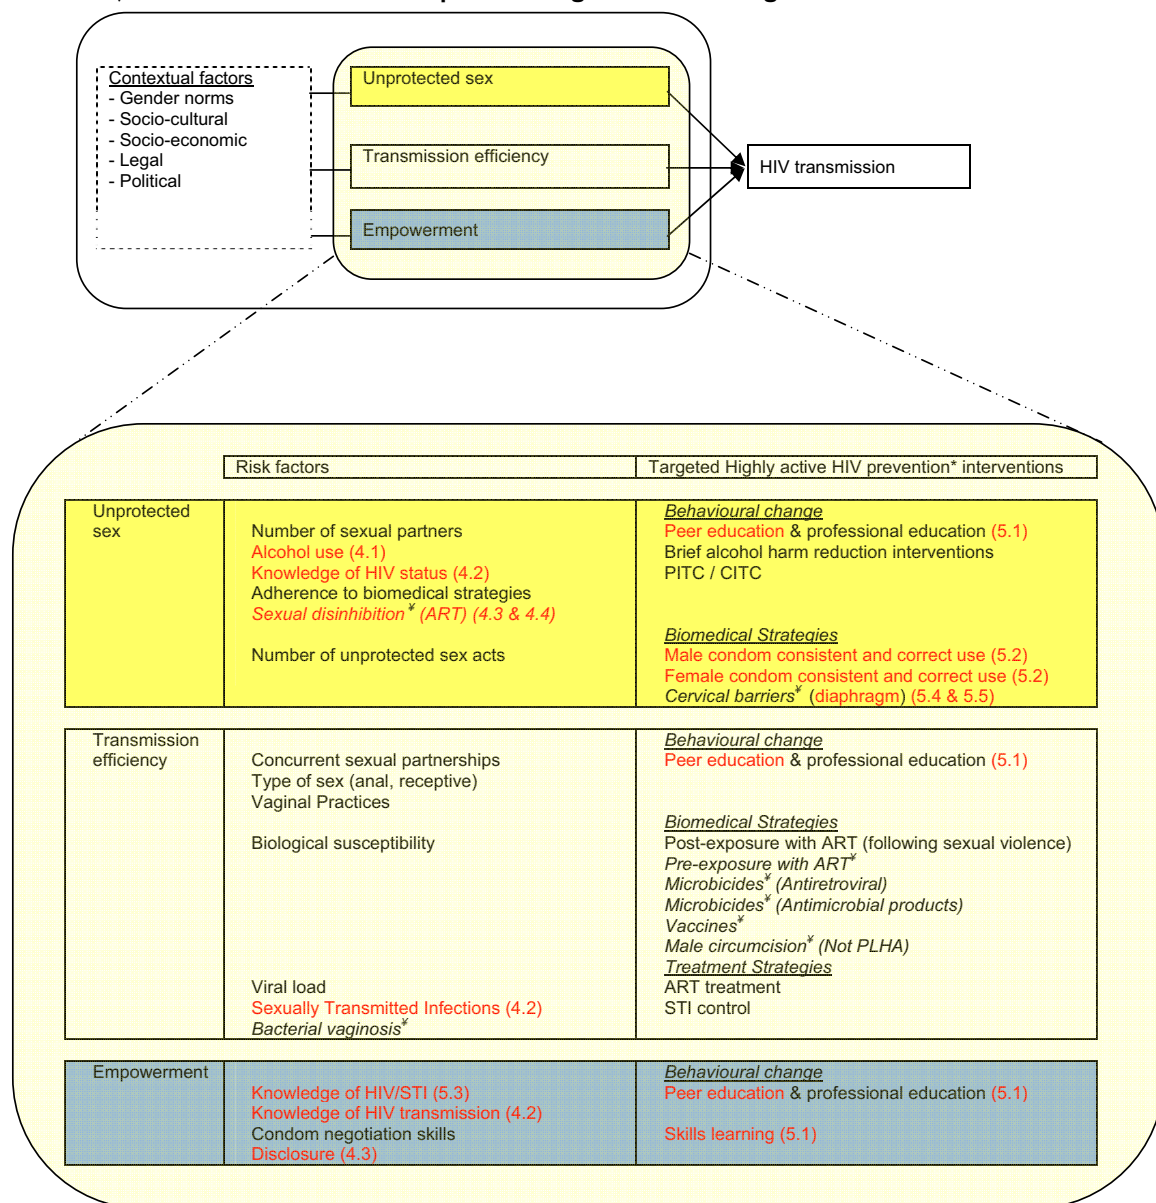 Contextual factors
- Gender norms
- Socio-cultural
- Socio-economic
- Legal
- Political
Unprotected sex
Transmission efficiency
Empowerment
HIV transmission
Risk factors
Targeted Highly active HIV prevention* interventions
Unprotected
sex
Number of sexual partners
Alcohol use (4.1)
Knowledge of HIV status (4.2)
Adherence to biomedical strategies
Sexual disinhibition¥ (ART) (4.3 & 4.4)
Number of unprotected sex acts
Behavioural change
Peer education & professional education (5.1)
Brief alcohol harm reduction interventions
PITC / CITC
Biomedical Strategies
Male condom consistent and correct use (5.2)
Female condom consistent and correct use (5.2)
Cervical barriers¥ (diaphragm) (5.4 & 5.5)
Transmission
efficiency
Concurrent sexual partnerships
Type of sex (anal, receptive)
Vaginal Practices
Biological susceptibility
Viral load
Sexually Transmitted Infections (4.2)
Bacterial vaginosis¥
Behavioural change
Peer education & professional education (5.1)
Biomedical Strategies
Post-exposure with ART (following sexual violence)
Pre-exposure with ART¥
Microbicides¥ (Antiretroviral)
Microbicides¥ (Antimicrobial products)
Vaccines¥
Male circumcision¥ (Not PLHA)
Treatment Strategies
ART treatment
STI control
Empowerment
Knowledge of HIV/STI (5.3)
Knowledge of HIV transmission (4.2)
Condom negotiation skills
Disclosure (4.3)
Behavioural change
Peer education & professional education (5.1)
Skills learning (5.1)